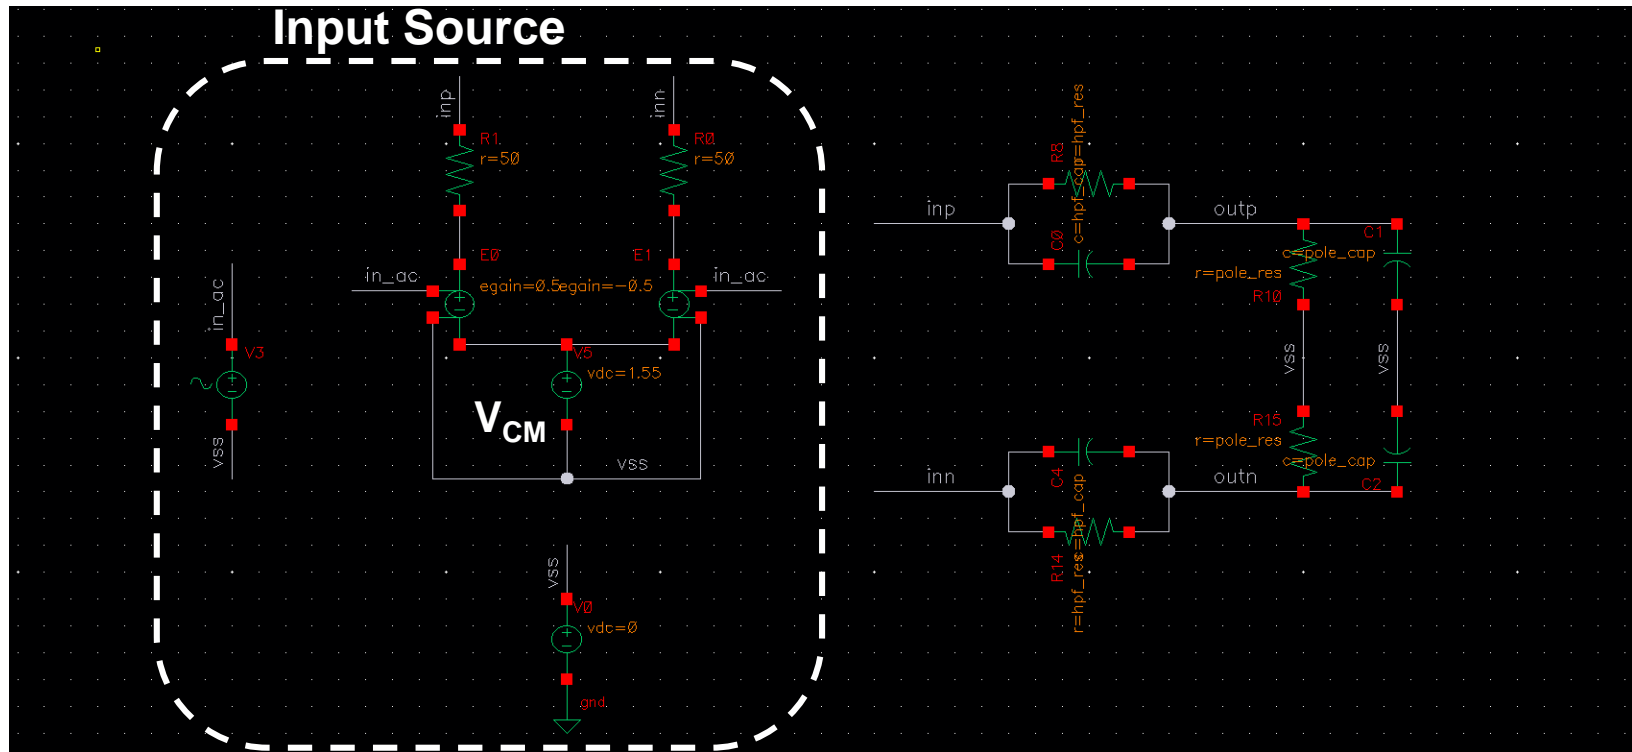 Input Source
inp
inn
R1
r=50
R0
r=50
E0
E1
in_ac
egain=0.5
egain=-0.5
in_ac
in_ac
V3
vss
V5
vdc=1.55
VCM
vss
vss
V0
vdc=0
gnd
R8
r=hpf_res
C0
c=hpf_cap
inp
outp
C1
c=pole_cap
r=pole_res
R10
vss
vss
R15
r=pole_res
c=pole_cap
C2
inn
outn
C4
c=hpf_cap
R14
r=hpf_res